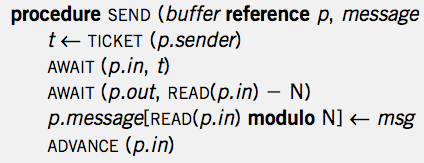 procedure SEND (buffer reference p, message
t ← TICKET (p.sender)
AWAIT (p.in, t)
AWAIT (p.out, READ(p.in) − N)
p.message[READ(p.in) modulo N] ← msg
ADVANCE (p.in)